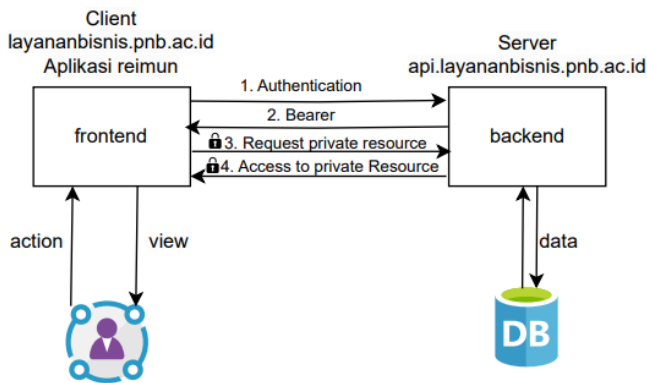 Client
layananbisnis.pnb.ac.id
Aplikasi reimun
Server
api.layananbisnis.pnb.ac.id
1. Authentication
2. Bearer
3. Request private resource
4. Access to private Resource
frontend
backend
action
view
data
DB